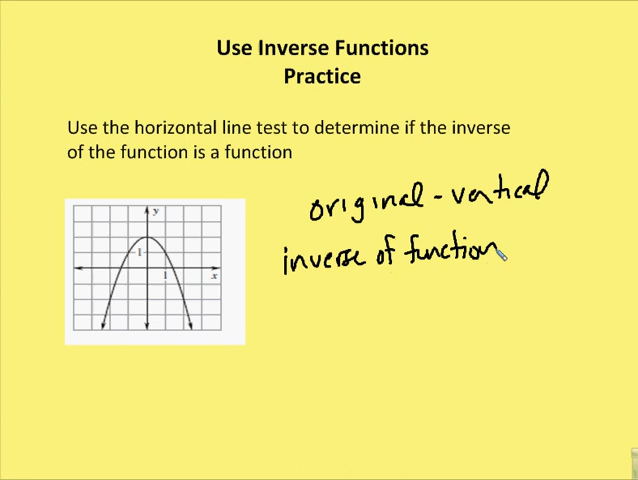 Use Inverse Functions
Practice
Use the horizontal line test to determine if the inverse
of the function is a function
original - vertical
inverse of function
y
1
1
x